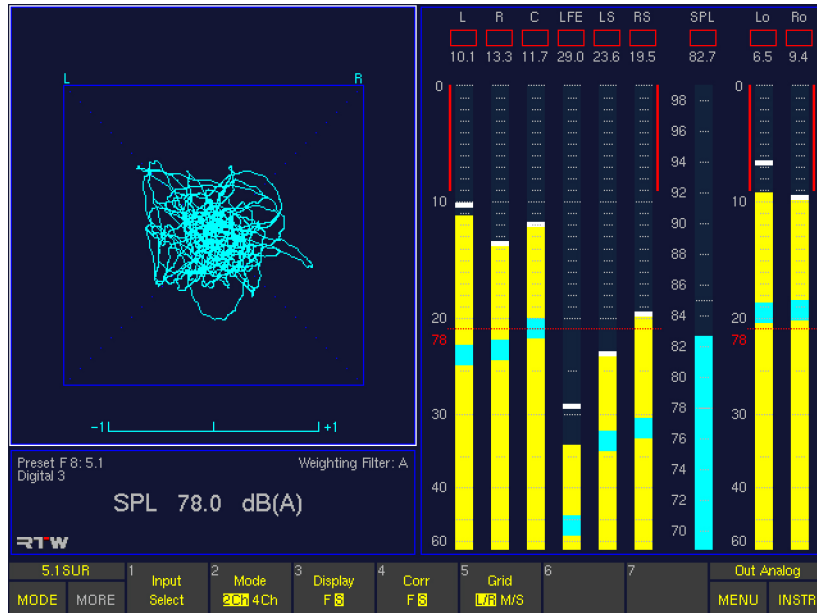 L R C LFE LS RS SPL Lo Ro
10.1 13.3 11.7 29.0 23.6 19.5 82.7 6.5 9.4
L R
0 0
98
96
94
10 92 10
90
88
86
20 84 20
78 82 78
80
30 78 30
76
74
40 72 40
70
60 60
-1 +1
Preset F 8: 5.1 Weighting Filter: A
Digital 3
SPL 78.0 dB(A)
RTW
5.1SUR 1 Input 2 Mode 3 Display 4 Corr 5 Grid 6 7 Out Analog
MODE MORE Select 2Ch 4Ch F S F S L/R M/S MENU INSTR